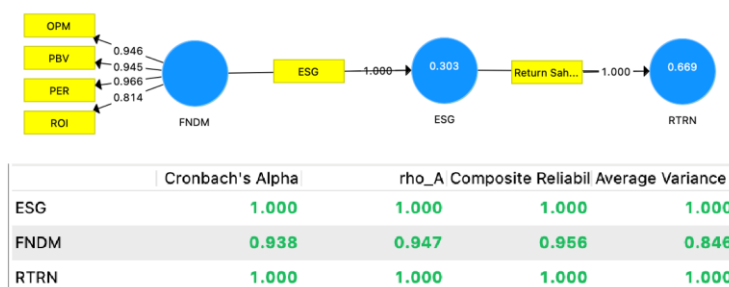 OPM
PBV
PER
ROI
0.946
0.945
0.966
0.814
FNDM
ESG
1.000
0.303
ESG
Return Sah...
1.000
0.669
RTRN
Cronbach's Alpha rho_A Composite Reliabil Average Variance
ESG 1.000 1.000 1.000 1.000
FNDM 0.938 0.947 0.956 0.846
RTRN 1.000 1.000 1.000 1.000